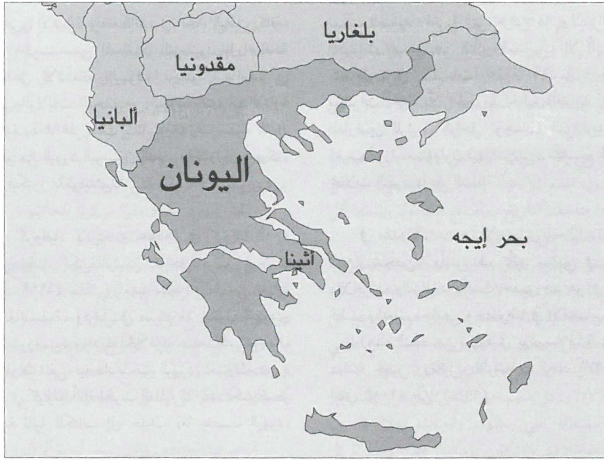 بلغاريا
مقدونيا
ألبانيا
اليونان
بحر إيجه
أثينا